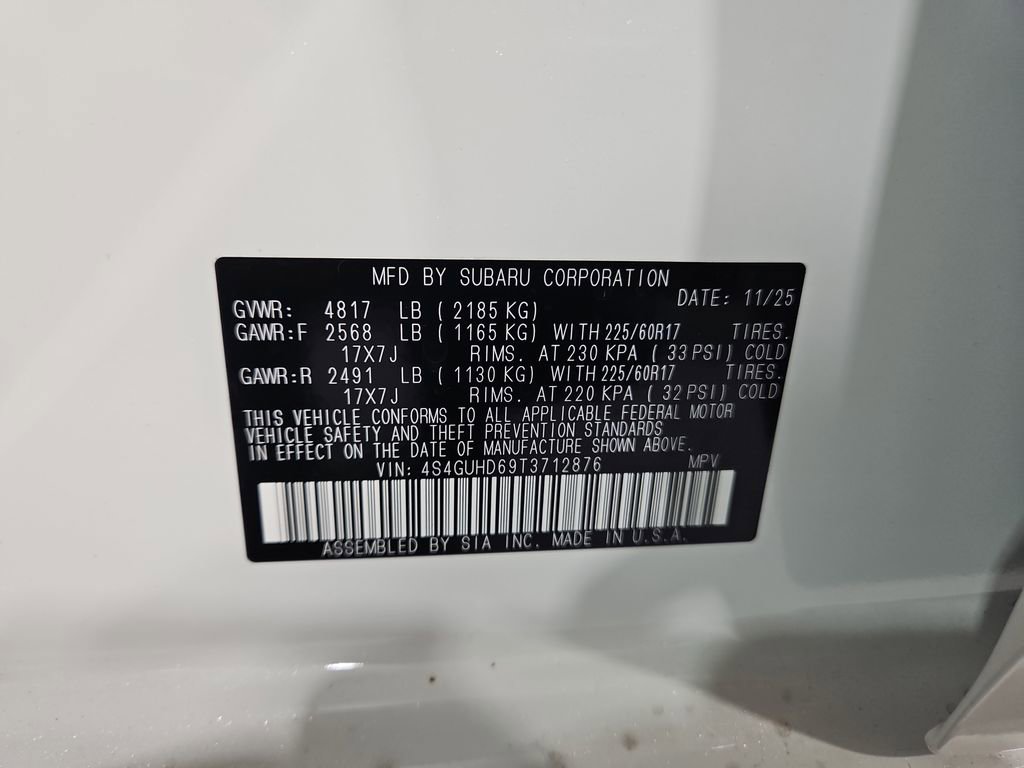 MFD BY SUBARU CORPORATION
DATE: 11/25
GVWR: 4817 LB ( 2185 KG)
GAWR:F 2568 LB ( 1165 KG) WITH 225/60R17 TIRES.
17X7J RIMS. AT 230 KPA ( 33 PSI) COLD
GAWR:R 2491 LB ( 1130 KG) WITH 225/60R17 TIRES.
17X7J RIMS. AT 220 KPA ( 32 PSI) COLD
THIS VEHICLE CONFORMS TO ALL APPLICABLE FEDERAL MOTOR
VEHICLE SAFETY AND THEFT PREVENTION STANDARDS
IN EFFECT ON THE DATE OF MANUFACTURE SHOWN ABOVE.
VIN: 4S4GUHD69T3712876 MPV
ASSEMBLED BY SIA INC. MADE IN U.S.A.